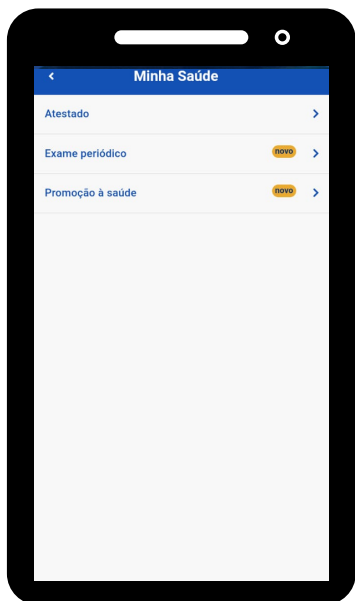 Minha Saúde
Atestado
Exame periódico novo
Promoção à saúde novo